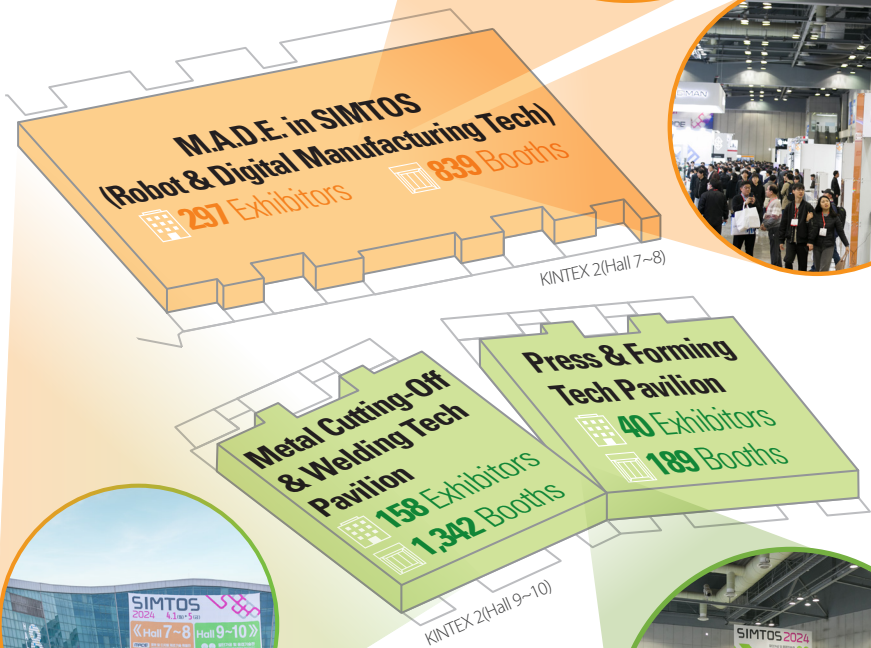 M.A.D.E. in SIMTOS
(Robot & Digital Manufacturing Tech)
297 Exhibitors
839 Booths
KINTEX 2(Hall 7~8)
Press & Forming
Tech Pavilion
40 Exhibitors
189 Booths
Metal Cutting-Off
& Welding Tech
Pavilion
158 Exhibitors
1,342 Booths
KINTEX 2(Hall 9~10)
SIMTOS
2024 4.1
《Hall 7~8
Hall 9~10》
SIMTOS 2024